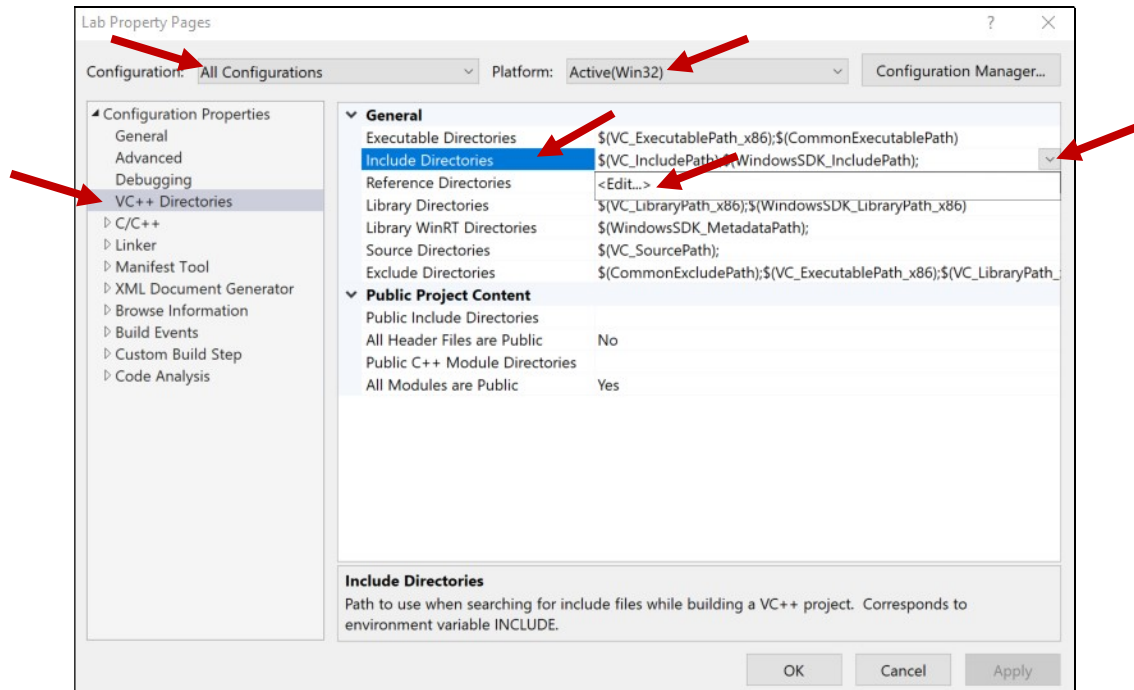 Lab Property Pages
Configuration: All Configurations Platform: Active(Win32) Configuration Manager...
Configuration Properties
General
Advanced
Debugging
VC++ Directories
C/C++
Linker
Manifest Tool
XML Document Generator
Browse Information
Build Events
Custom Build Step
Code Analysis
General
Executable Directories $(VC_ExecutablePath_x86);$(CommonExecutablePath)
Include Directories $(VC_IncludePath);$(WindowsSDK_IncludePath);
Reference Directories <Edit...>
Library Directories $(VC_LibraryPath_x86);$(WindowsSDK_LibraryPath_x86)
Library WinRT Directories $(WindowsSDK_MetadataPath);
Source Directories $(VC_SourcePath);
Exclude Directories $(CommonExcludePath);$(VC_ExecutablePath_x86);$(VC_LibraryPath_
Public Project Content
Public Include Directories
All Header Files are Public No
Public C++ Module Directories
All Modules are Public Yes
Include Directories
Path to use when searching for include files while building a VC++ project. Corresponds to
environment variable INCLUDE.
OK Cancel Apply